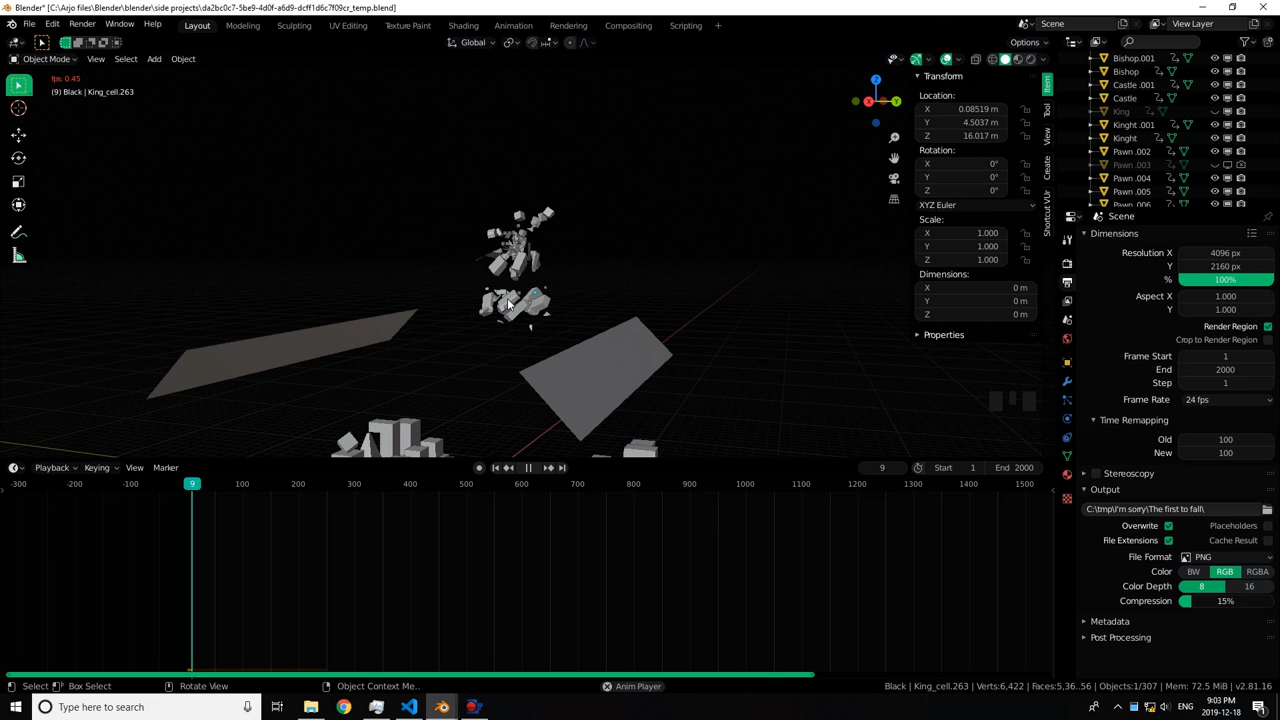 Blender* [C:\Arjo files\Blender\blender\side projects\da2bc0c7-5be9-4d0f-a6d9-dcff1d6c7f09cr_temp.blend]
File Edit Render Window Help Layout Modeling Sculpting UV Editing Texture Paint Shading Animation Rendering Compositing Scripting + Scene View Layer
Global Options
Object Mode View Select Add Object
fps: 0.45
(9) Black | King_cell.263
Z
X Y
Transform
Location:
X 0.08519 m
Y 4.5037 m
Z 16.017 m
Rotation:
X 0°
Y 0°
Z 0°
XYZ Euler
Scale:
X 1.000
Y 1.000
Z 1.000
Dimensions:
X 0 m
Y 0 m
Z 0 m
Properties
Item
Tool
View
Create
Shortcut VUr
Bishop.001
Bishop
Castle .001
Castle
King
Kinght .001
Kinght
Pawn .002
Pawn .003
Pawn .004
Pawn .005
Pawn .006
Scene
Dimensions
Resolution X 4096 px
Y 2160 px
% 100%
Aspect X 1.000
Y 1.000
Render Region
Crop to Render Region
Frame Start 1
End 2000
Step 1
Frame Rate 24 fps
Time Remapping
Old 100
New 100
Stereoscopy
Output
C:\tmp\I'm sorry\The first to fall\
Overwrite Placeholders
File Extensions Cache Result
File Format PNG
Color BW RGB RGBA
Color Depth 8 16
Compression 15%
Metadata
Post Processing
Playback Keying View Marker 9 Start 1 End 2000
-300 -200 -100 9 100 200 300 400 500 600 700 800 900 1000 1100 1200 1300 1400 1500
Select Box Select Rotate View Object Context Me.. Anim Player Black | King_cell.263 | Verts:6,422 | Faces:5,36..56 | Objects:1/307 | Mem: 72.5 MiB | v2.81.16
Type here to search ENG 9:03 PM 2019-12-18